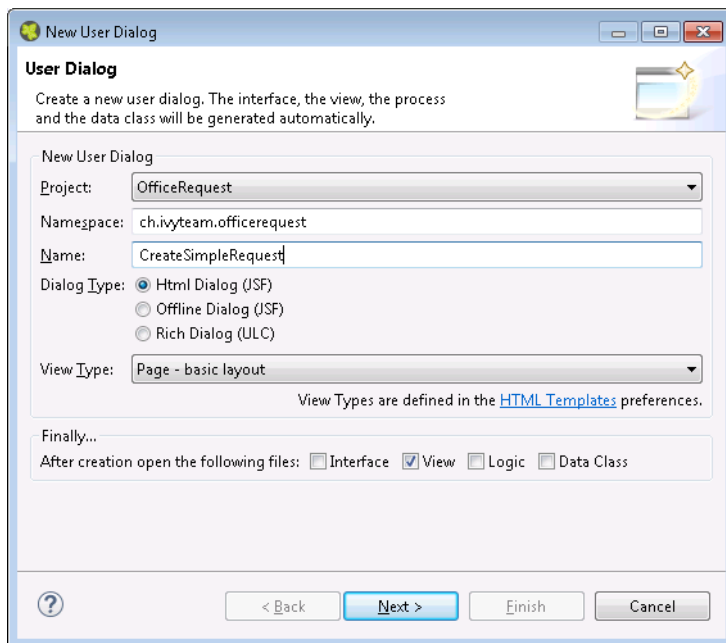 New User Dialog
User Dialog
Create a new user dialog. The interface, the view, the process
and the data class will be generated automatically.
New User Dialog
Project: OfficeRequest
Namespace: ch.ivyteam.officerequest
Name: CreateSimpleRequest
Dialog Type: Html Dialog (JSF)
Offline Dialog (JSF)
Rich Dialog (ULC)
View Type: Page - basic layout
View Types are defined in the HTML Templates preferences.
Finally...
After creation open the following files: Interface View Logic Data Class
? < Back Next > Finish Cancel